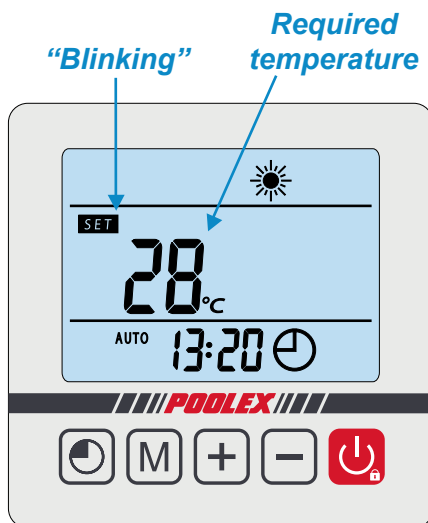 Required
“Blinking” temperature
SET
28°C
AUTO 13:20
POOLEX
M + −